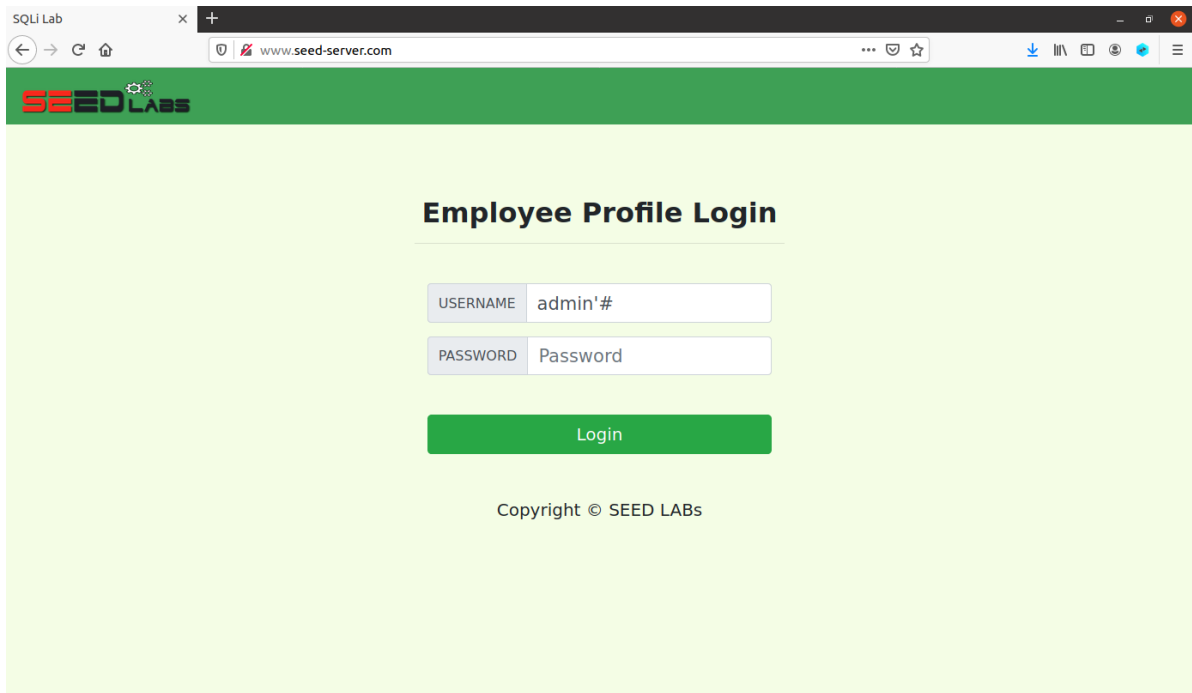 SQLi Lab
www.seed-server.com
SEED LABS
Employee Profile Login
USERNAME admin'#
PASSWORD Password
Login
Copyright © SEED LABs